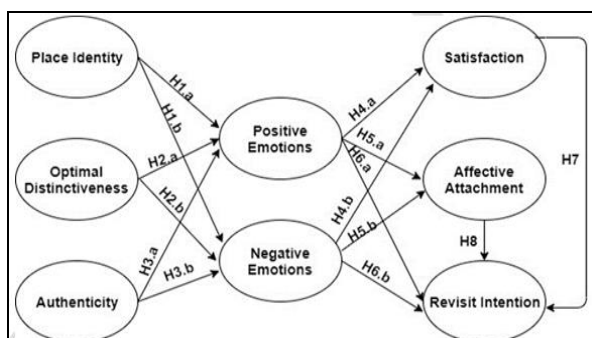 Place Identity
Optimal
Distinctiveness
Authenticity
H1.a
H1.b
H2.a
H2.b
H3.a
H3.b
Positive
Emotions
Negative
Emotions
H4.a
H5.a
H6.a
H4.b
H5.b
H6.b
Satisfaction
Affective
Attachment
H8
Revisit Intention
H7